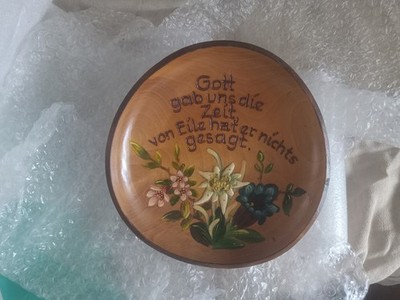 Gott
gab uns die
Zeit,
von Eile hat er nichts
gesagt.